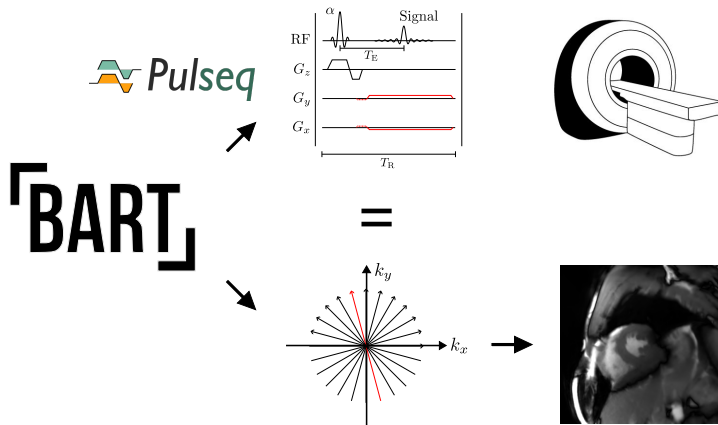 α
Signal
RF
T_E
Pulseq
G_z
G_y
G_x
T_R
BART
=
k_y
k_x